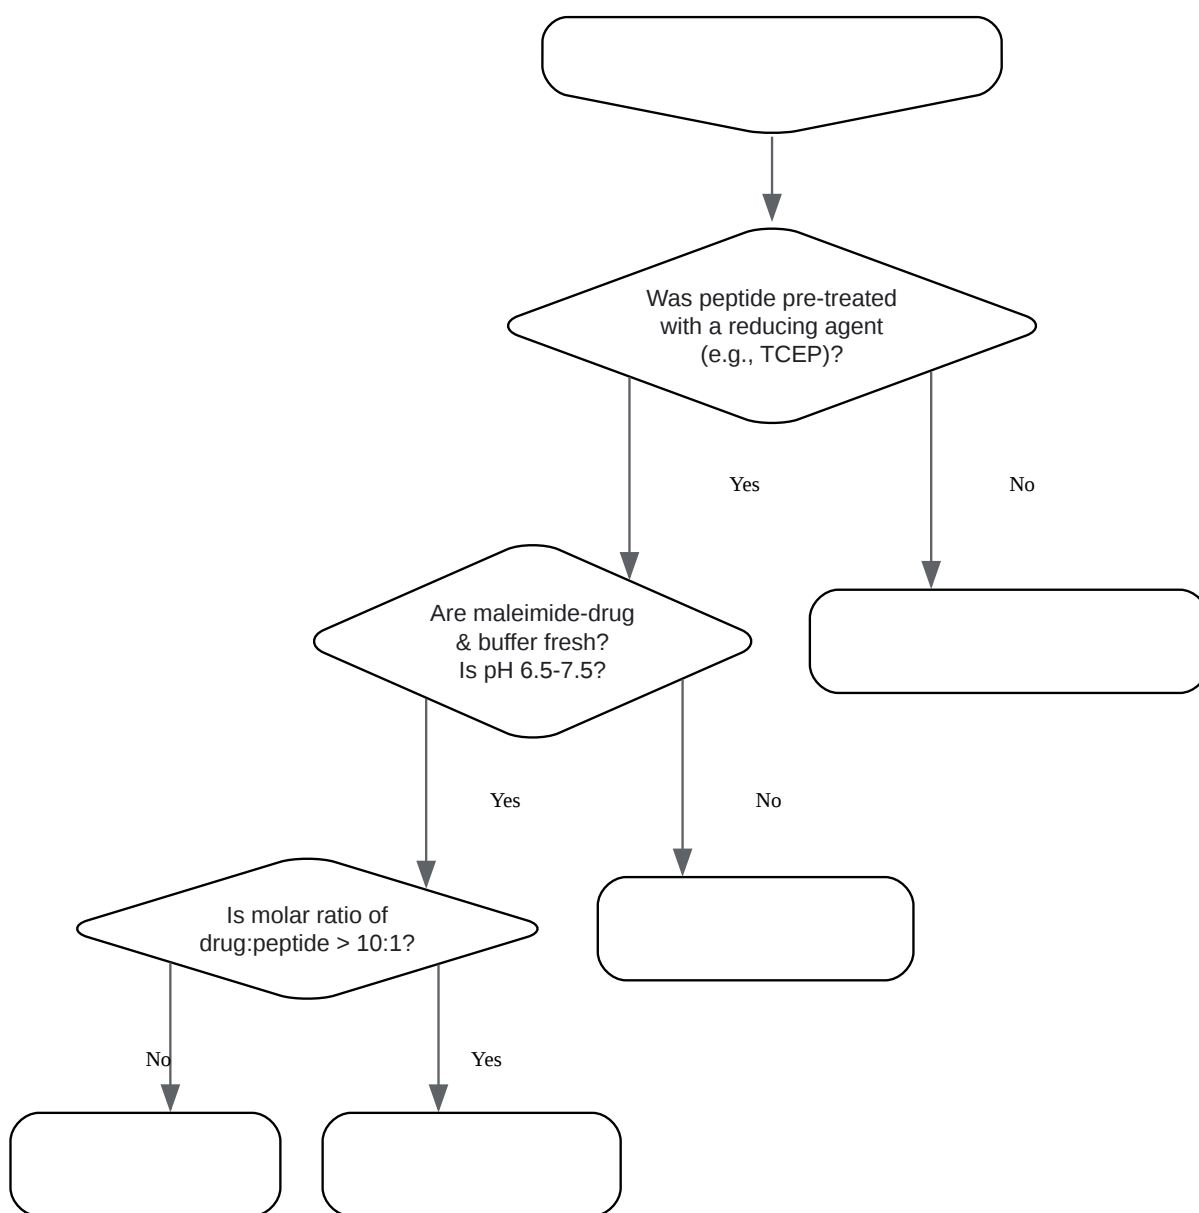 Was peptide pre-treated
with a reducing agent
(e.g., TCEP)?
Yes
No
Are maleimide-drug
& buffer fresh?
Is pH 6.5-7.5?
Yes
No
Is molar ratio of
drug:peptide > 10:1?
No
Yes